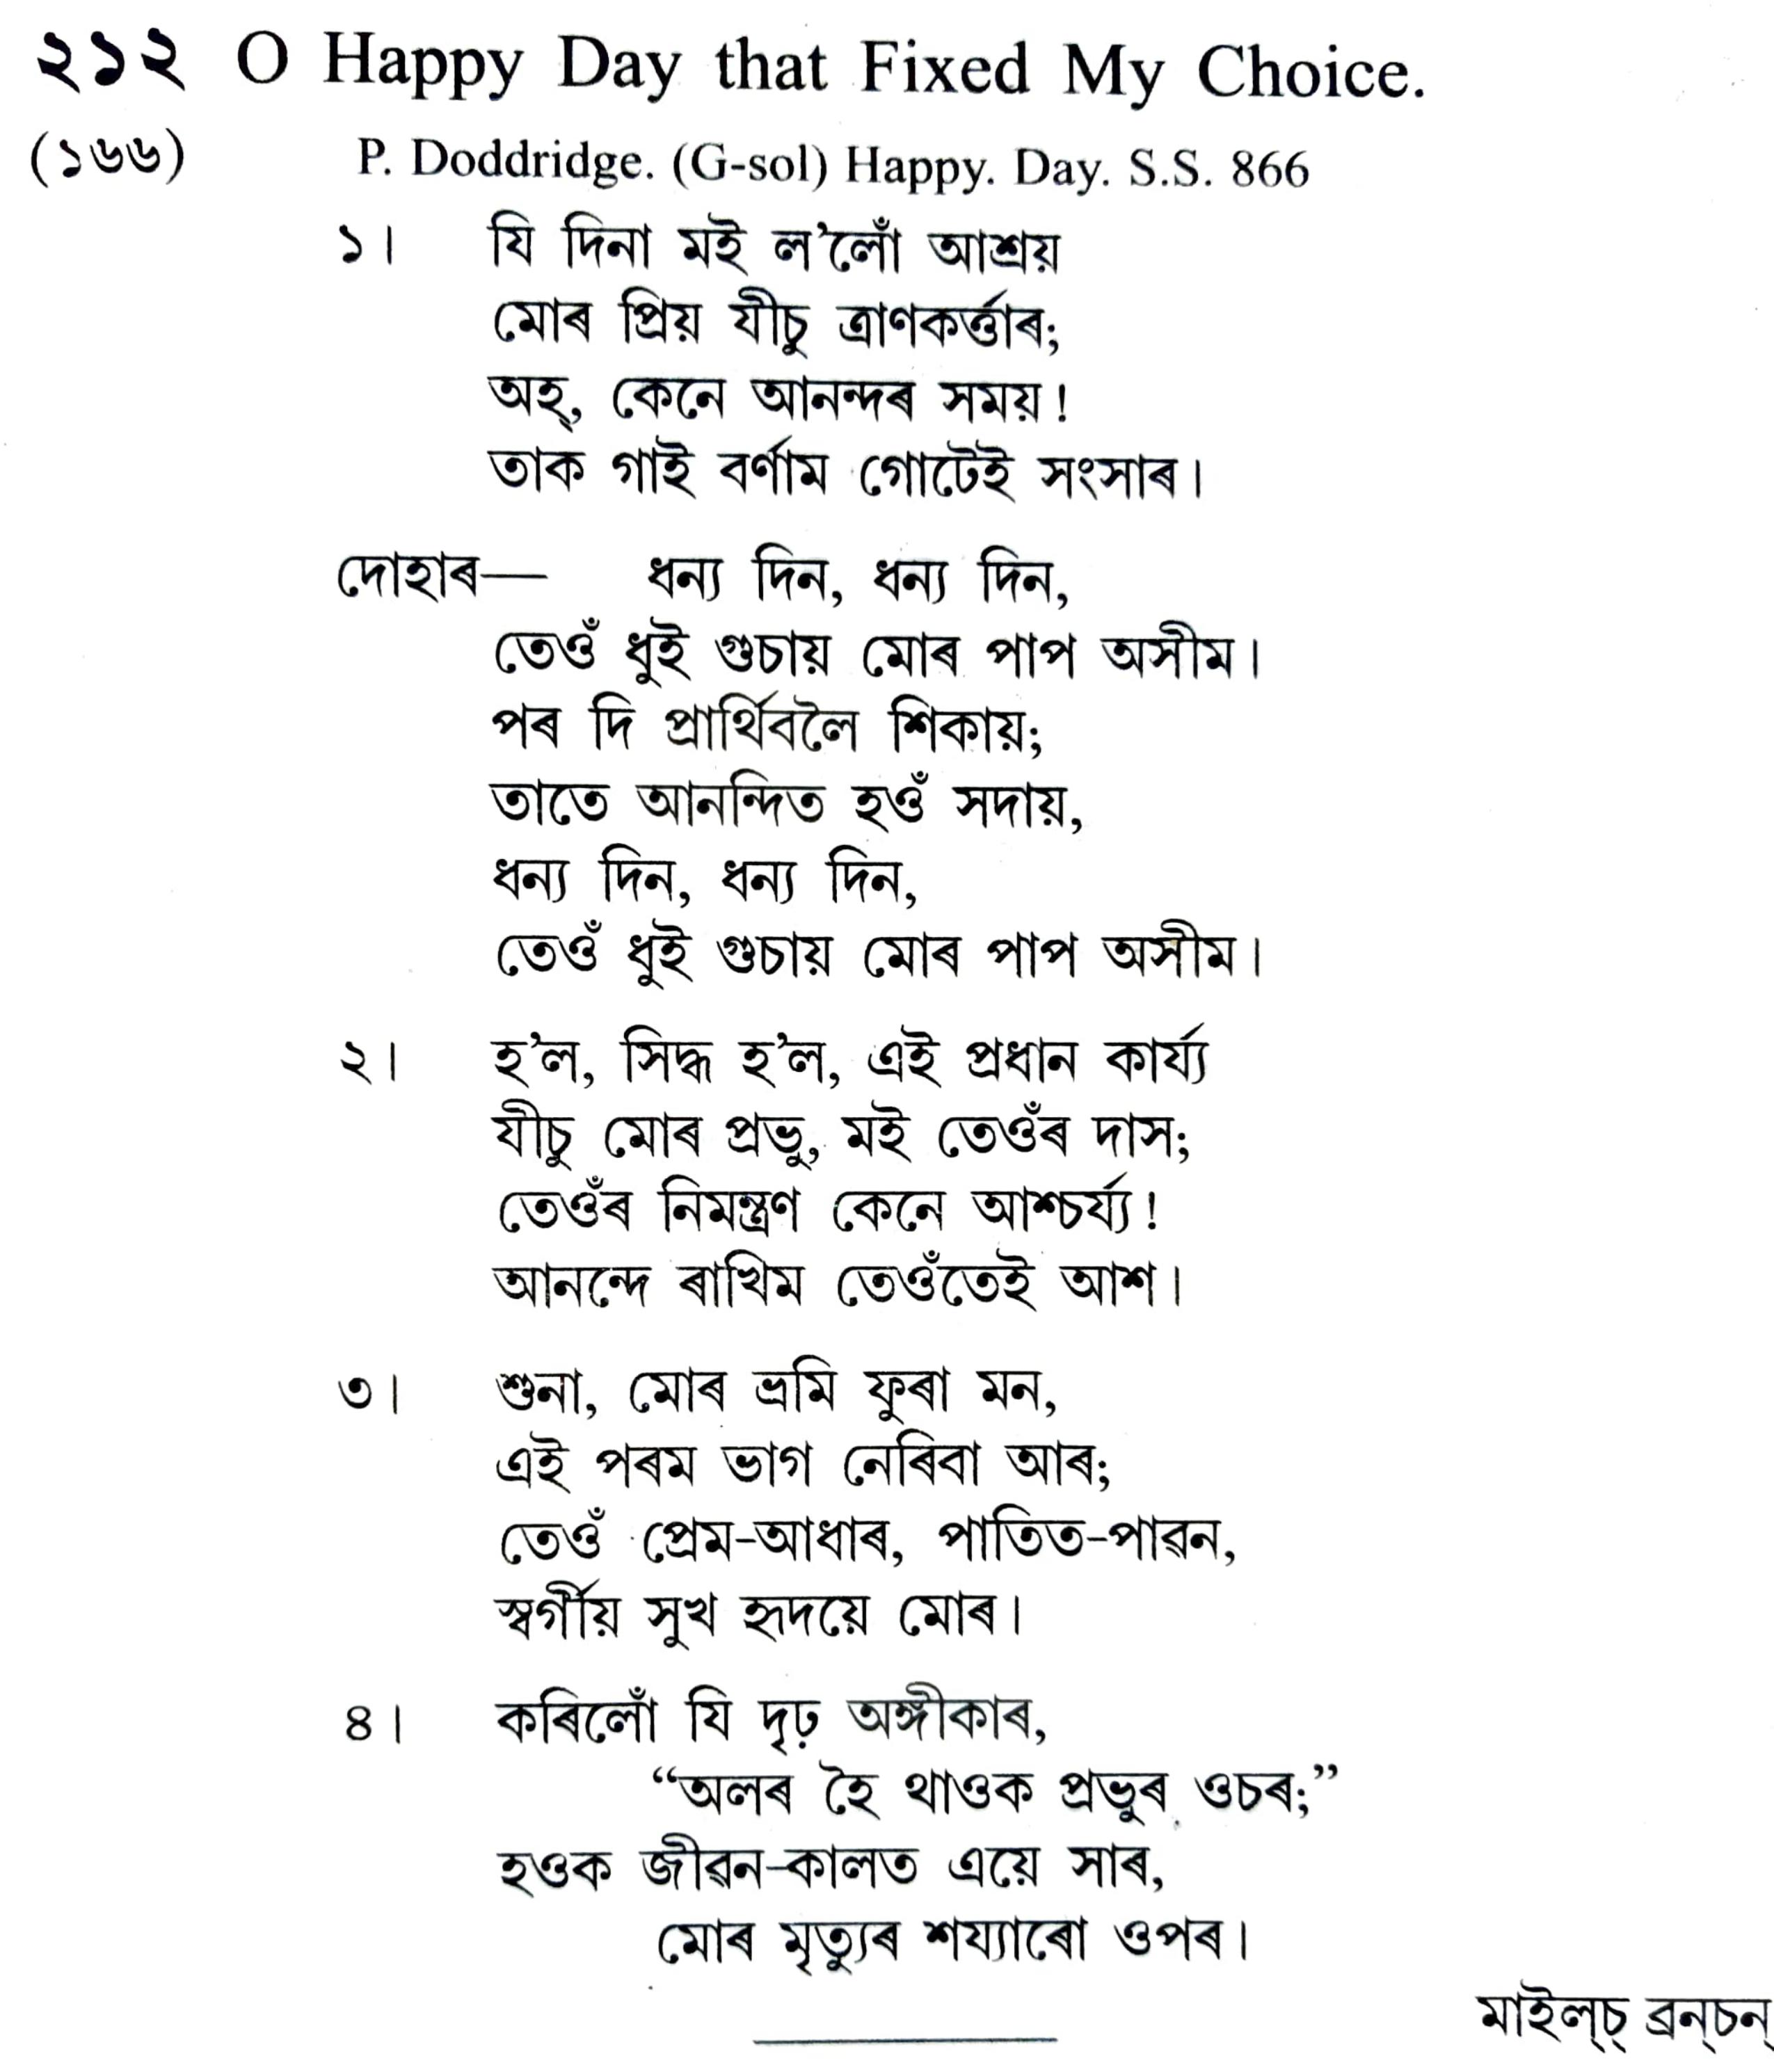 ২১২ O Happy Day that Fixed My Choice.
(১৬৬) P. Doddridge. (G-sol) Happy. Day. S.S. 866
১। যি দিনা মই ল’লোঁ আশ্ৰয়
মোৰ প্ৰিয় যীচু ত্ৰাণকৰ্ত্তাৰ;
অহ্, কেনে আনন্দৰ সময়!
তাক গাই বৰ্ণাম গোটেই সংসাৰ।
দোহাৰ— ধন্য দিন, ধন্য দিন,
তেওঁ ধুই গুচায় মোৰ পাপ অসীম।
পৰ দি প্ৰাৰ্থিবলৈ শিকায়;
তাতে আনন্দিত হওঁ সদায়,
ধন্য দিন, ধন্য দিন,
তেওঁ ধুই গুচায় মোৰ পাপ অসীম।
২। হ’ল, সিদ্ধ হ’ল, এই প্ৰধান কাৰ্য্য
যীচু মোৰ প্ৰভু, মই তেওঁৰ দাস;
তেওঁৰ নিমন্ত্ৰণ কেনে আশ্চৰ্য্য!
আনন্দে ৰাখিম তেওঁতেই আশ।
৩। শুনা, মোৰ ভ্ৰমি ফুৰা মন,
এই পৰম ভাগ নেৰিবা আৰ;
তেওঁ প্ৰেম-আধাৰ, পাতিত-পাৱন,
স্বৰ্গীয় সুখ হৃদয়ে মোৰ।
৪। কৰিলোঁ যি দৃঢ় অঙ্গীকাৰ,
“অলৰ হৈ থাওক প্ৰভুৰ ওচৰ;”
হওক জীৱন-কালত এয়ে সাৰ,
মোৰ মৃত্যুৰ শয্যাৰো ওপৰ।
মাইল্চ্ ব্ৰন্চন্